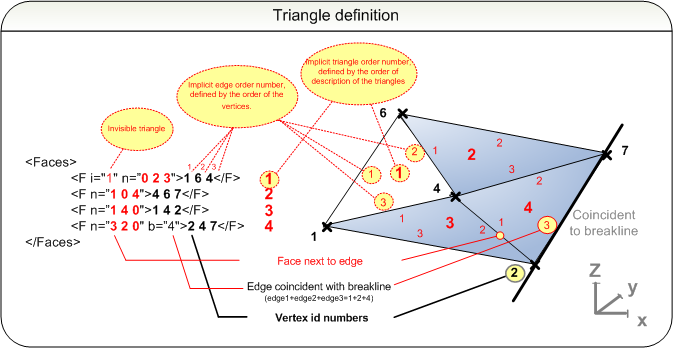 Triangle definition
Implicit triangle order number,
defined by the order of
description of the triangles
Implicit edge order number,
defined by the order of the
vertices.
Invisible triangle
1 2 3
<Faces>
<F i="1" n="0 2 3">1 6 4</F> 1
<F n="1 0 4">4 6 7</F> 2
<F n="1 4 0">1 4 2</F> 3
<F n="3 2 0" b="4">2 4 7</F> 4
</Faces>
6
2 1 2 2
7
1 1 3
4 2
3
1 3 2 4
1 3 2 1 3
Coincident
to breakline
Face next to edge
2
Edge coincident with breakline
(edge1+edge2+edge3=1+2+4)
Vertex id numbers
Z
y
x